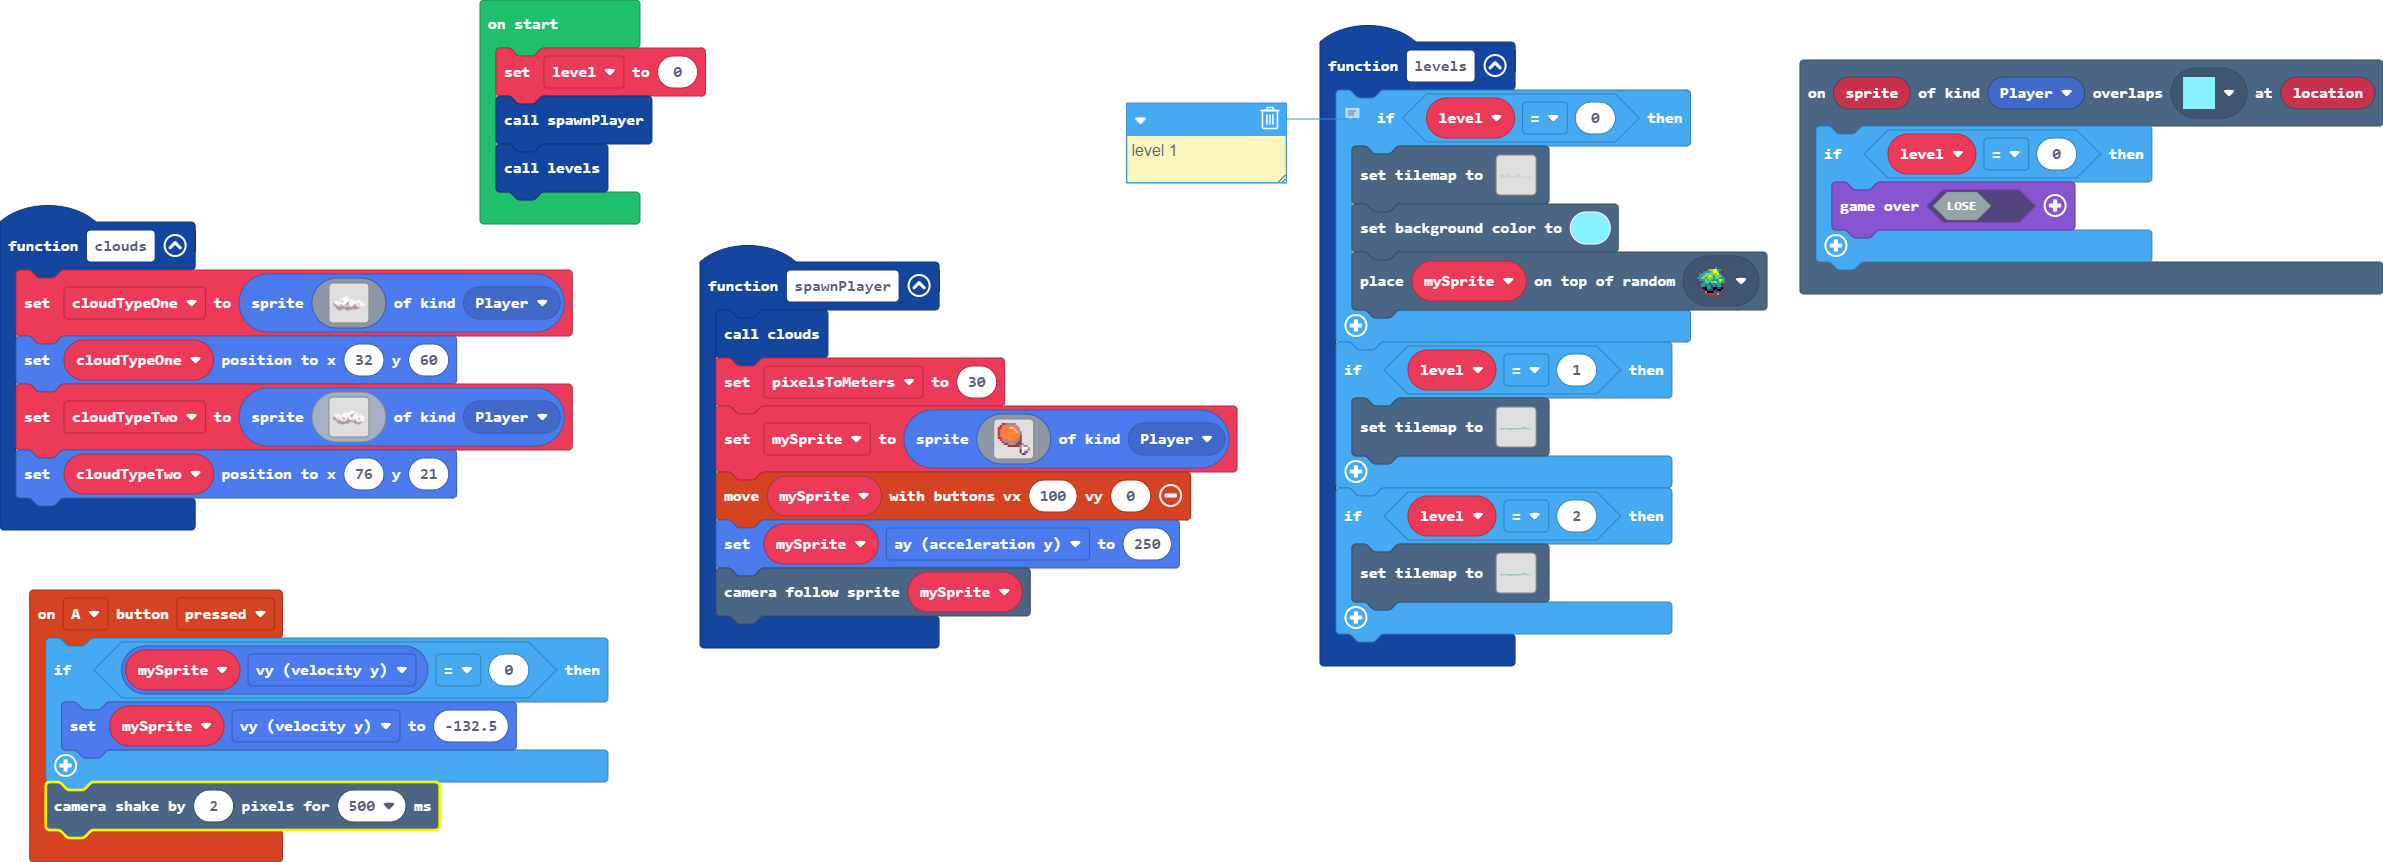 on start
set level to 0
call spawnPlayer
call levels
function clouds
set cloudTypeOne to sprite of kind Player
set cloudTypeOne position to x 32 y 60
set cloudTypeTwo to sprite of kind Player
set cloudTypeTwo position to x 76 y 21
on A button pressed
if mySprite vy (velocity y) = 0 then
set mySprite vy (velocity y) to -132.5
camera shake by 2 pixels for 500 ms
function spawnPlayer
call clouds
set pixelsToMeters to 30
set mySprite to sprite of kind Player
move mySprite with buttons vx 100 vy 0
set mySprite ay (acceleration y) to 250
camera follow sprite mySprite
level 1
function levels
if level = 0 then
set tilemap to
set background color to
place mySprite on top of random
if level = 1 then
set tilemap to
if level = 2 then
set tilemap to
on sprite of kind Player overlaps at location
if level = 0 then
game over LOSE